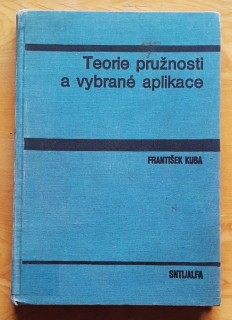 Teorie pružnosti
a vybrané aplikace
FRANTIŠEK KUBA
SNTL/ALFA